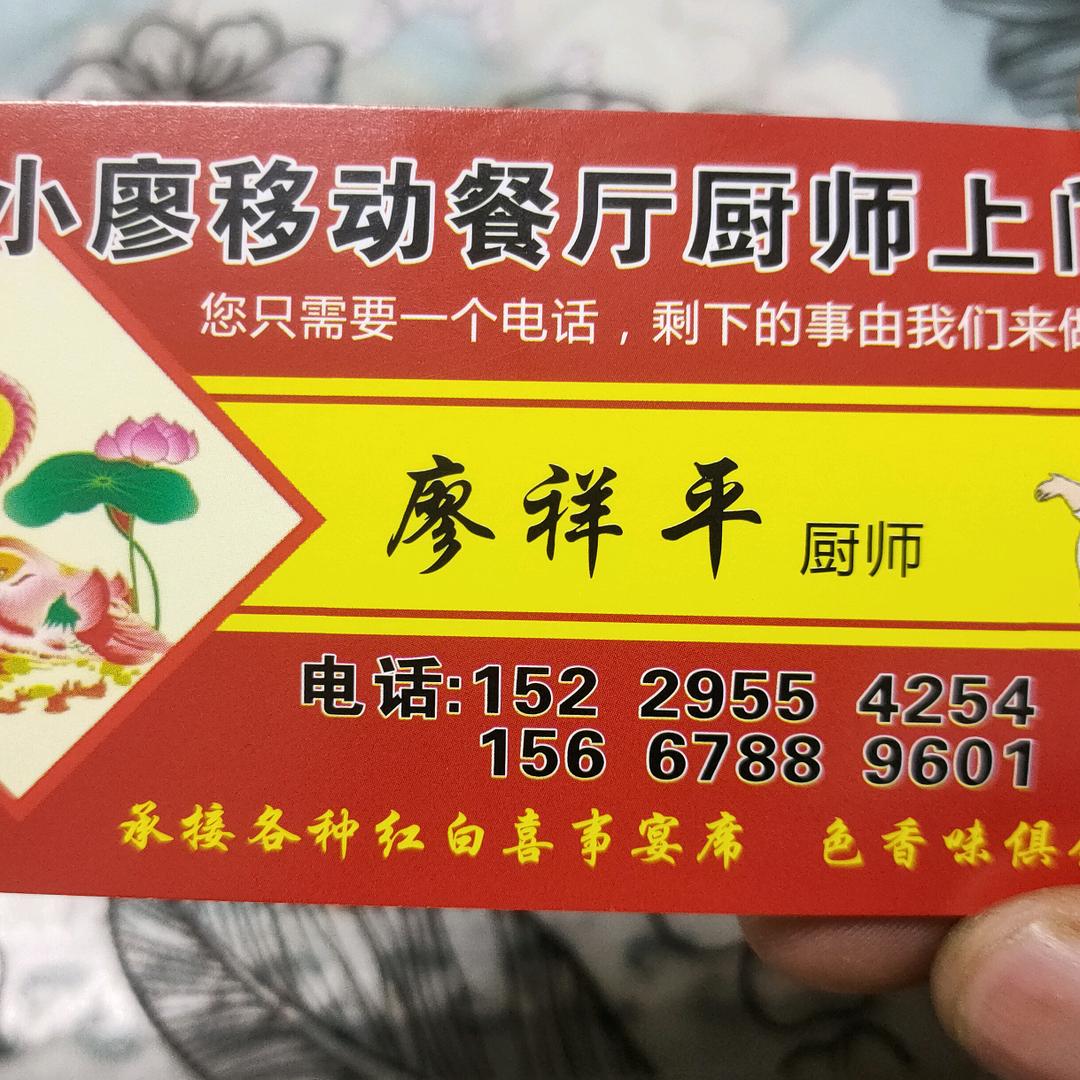 小廖移动餐厅厨师上门
您只需要一个电话，剩下的事由我们来做
廖祥平 厨师
电话:152 2955 4254
156 6788 9601
承接各种红白喜事宴席 色香味俱